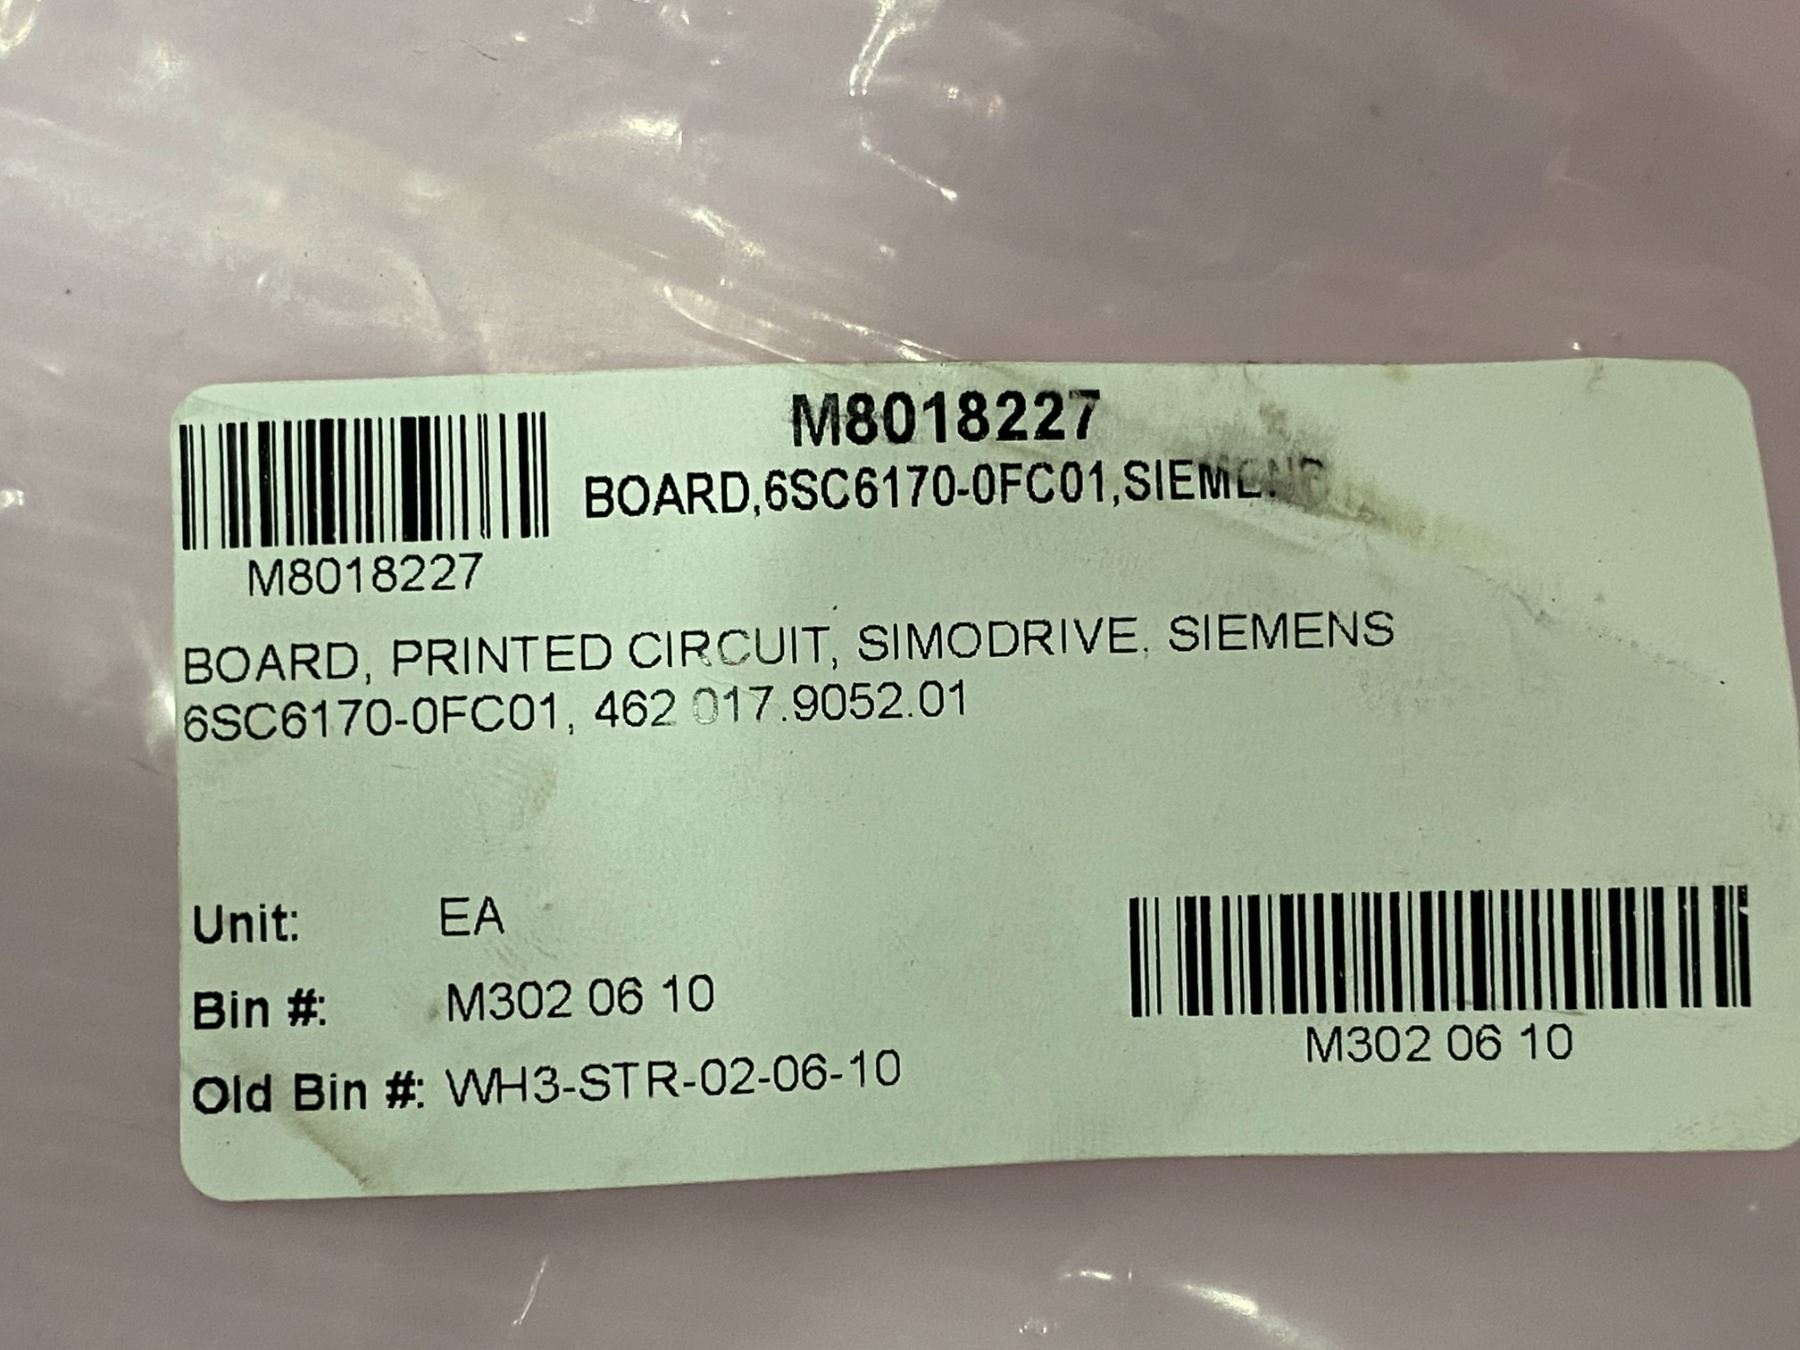 M8018227
BOARD,6SC6170-0FC01,SIEMENS
M8018227
BOARD, PRINTED CIRCUIT, SIMODRIVE, SIEMENS
6SC6170-0FC01, 462 017.9052.01
Unit: EA
Bin #: M302 06 10
M302 06 10
Old Bin #: WH3-STR-02-06-10